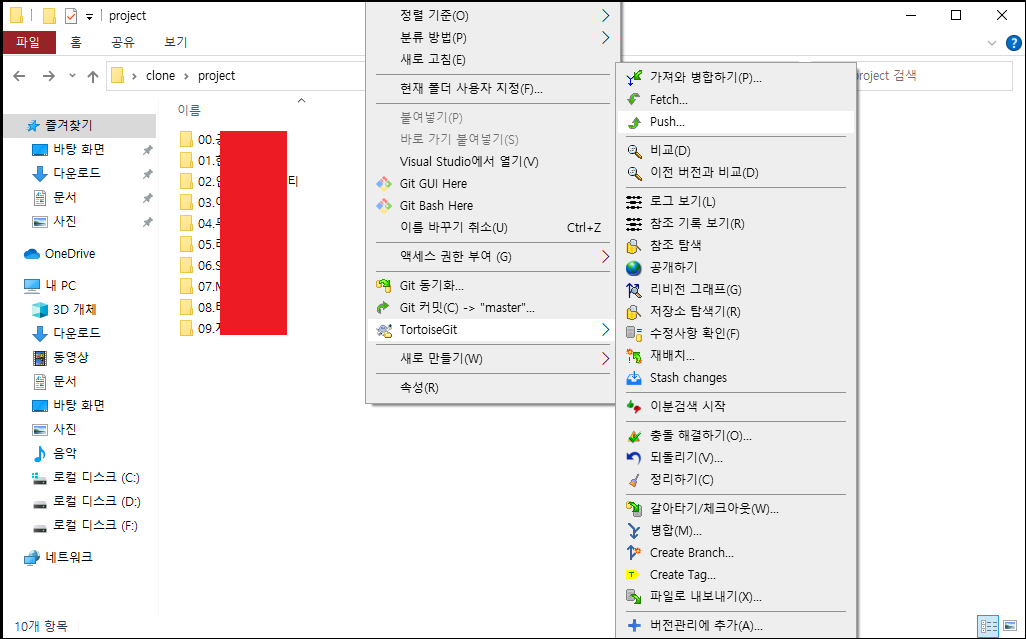 project
파일 홈 공유 보기
clone project
project 검색
이름
즐겨찾기
바탕 화면
다운로드
문서
사진
OneDrive
내 PC
3D 개체
다운로드
동영상
문서
바탕 화면
사진
음악
로컬 디스크 (C:)
로컬 디스크 (D:)
로컬 디스크 (F:)
네트워크
00.
01.
02. 티
03.
04.
05.
06.S
07.
08.
09.
10개 항목
정렬 기준(O)
분류 방법(P)
새로 고침(E)
현재 폴더 사용자 지정(F)...
붙여넣기(P)
바로 가기 붙여넣기(S)
Visual Studio에서 열기(V)
Git GUI Here
Git Bash Here
이름 바꾸기 취소(U) Ctrl+Z
액세스 권한 부여 (G)
Git 동기화...
Git 커밋(C) -> "master"...
TortoiseGit
새로 만들기(W)
속성(R)
가져와 병합하기(P)...
Fetch...
Push...
비교(D)
이전 버전과 비교(D)
로그 보기(L)
참조 기록 보기(R)
참조 탐색
공개하기
리비전 그래프(G)
저장소 탐색기(R)
수정사항 확인(F)
재배치...
Stash changes
이분검색 시작
충돌 해결하기(O)...
되돌리기(V)...
정리하기(C)
갈아타기/체크아웃(W)...
병합(M)...
Create Branch...
Create Tag...
파일로 내보내기(X)...
버전관리에 추가(A)...